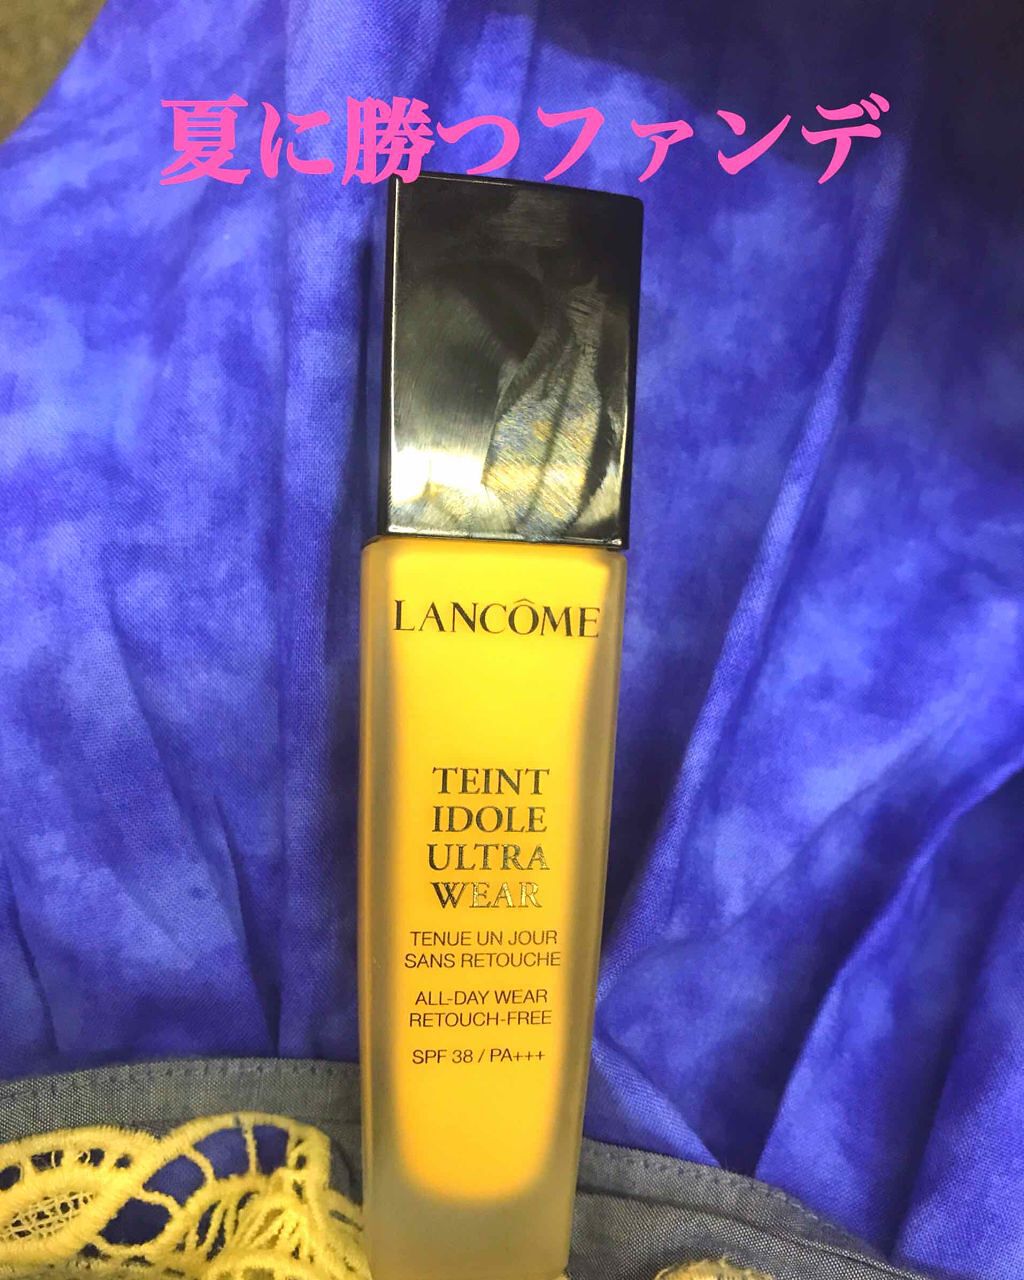 夏に勝つファンデ
LANCÔME
TEINT
IDOLE
ULTRA
WEAR
TENUE UN JOUR
SANS RETOUCHE
ALL-DAY WEAR
RETOUCH-FREE
SPF 38 / PA+++